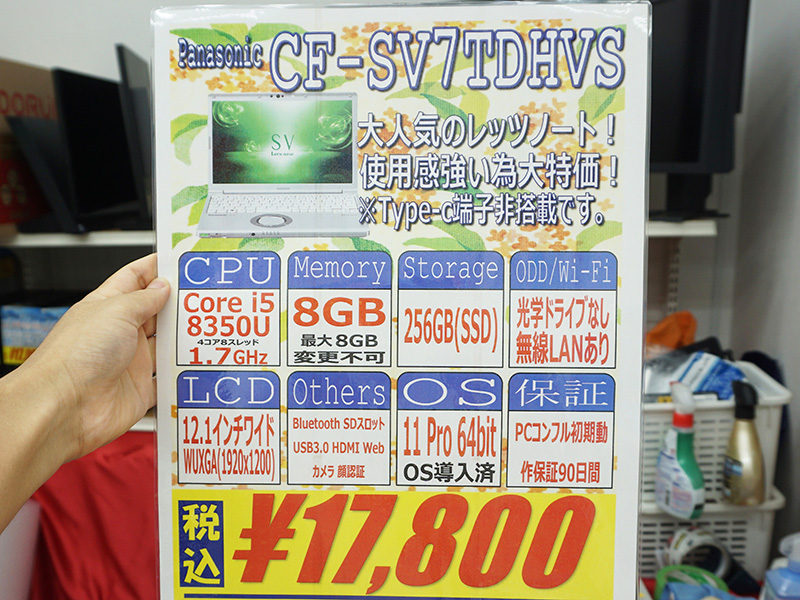 Panasonic CF-SV7TDHVS
SV
大人気のレッツノート!
使用感強い為大特価!
※Type-c端子非搭載です。
CPU
Core i5
8350U
4コア8スレッド
1.7GHz
Memory
8GB
最大8GB
変更不可
Storage
256GB(SSD)
ODD/Wi-Fi
光学ドライブなし
無線LANあり
LCD
12.1インチワイド
WUXGA(1920x1200)
Others
Bluetooth SDスロット
USB3.0 HDMI Web
カメラ 顔認証
OS
11 Pro 64bit
OS導入済
保証
PCコンフル初期動
作保証90日間
税込
¥17,800